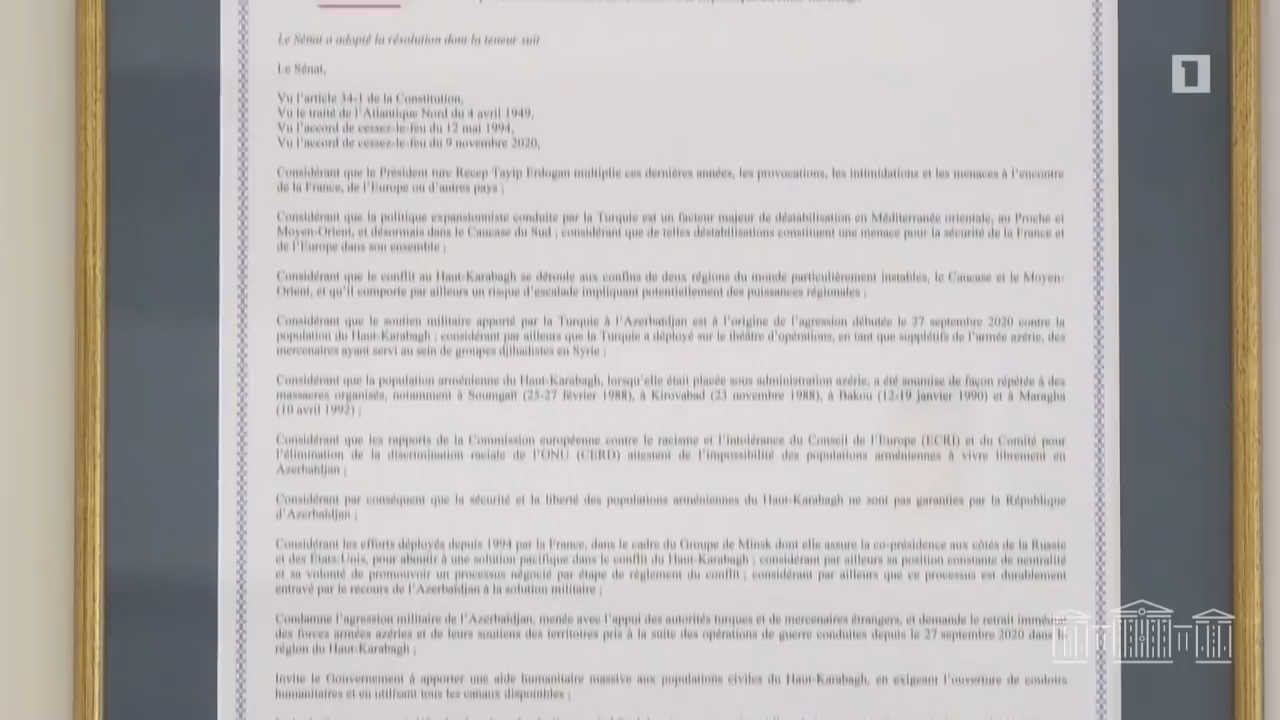 Le Sénat a adopté la résolution dont la teneur suit
Le Sénat,
Vu l'article 34-1 de la Constitution,
Vu le traité de l'Atlantique Nord du 4 avril 1949,
Vu l'accord de cessez-le-feu du 12 mai 1994,
Vu l'accord de cessez-le-feu du 9 novembre 2020,
Considérant que le Président turc Recep Tayip Erdogan multiplie ces dernières années, les provocations, les intimidations et les menaces à l'encontre
de la France, de l'Europe ou d'autres pays ;
Considérant que la politique expansionniste conduite par la Turquie est un facteur majeur de déstabilisation en Méditerranée orientale, au Proche et
Moyen-Orient, et désormais dans le Caucase du Sud ; considérant que de telles déstabilisations constituent une menace pour la sécurité de la France et
de l'Europe dans son ensemble ;
Considérant que le conflit au Haut-Karabagh se déroule aux confins de deux régions du monde particulièrement instables, le Caucase et le Moyen-
Orient, et qu'il comporte par ailleurs un risque d'escalade impliquant potentiellement des puissances régionales ;
Considérant que le soutien militaire apporté par la Turquie à l'Azerbaïdjan est à l'origine de l'agression débutée le 27 septembre 2020 contre la
population du Haut-Karabagh ; considérant par ailleurs que la Turquie a déployé sur le théâtre d'opérations, en tant que supplétifs de l'armée azérie, des
mercenaires ayant servi au sein de groupes djihadistes en Syrie ;
Considérant que la population arménienne du Haut-Karabagh, lorsqu'elle était placée sous administration azérie, a été soumise de façon répétée à des
massacres organisés, notamment à Soumgaït (25-27 février 1988), à Kirovabad (23 novembre 1988), à Bakou (12-19 janvier 1990) et à Maragha
(10 avril 1992) ;
Considérant que les rapports de la Commission européenne contre le racisme et l'intolérance du Conseil de l'Europe (ECRI) et du Comité pour
l'élimination de la discrimination raciale de l'ONU (CERD) attestent de l'impossibilité des populations arméniennes à vivre librement en
Azerbaïdjan ;
Considérant par conséquent que la sécurité et la liberté des populations arméniennes du Haut-Karabagh ne sont pas garanties par la République
d'Azerbaïdjan ;
Considérant les efforts déployés depuis 1994 par la France, dans le cadre du Groupe de Minsk dont elle assure la co-présidence aux côtés de la Russie
et des États-Unis, pour aboutir à une solution pacifique dans le conflit du Haut-Karabagh ; considérant par ailleurs sa position constante de neutralité
et sa volonté de promouvoir un processus négocié par étape de règlement du conflit ; considérant par ailleurs que ce processus est durablement
entravé par le recours de l'Azerbaïdjan à la solution militaire ;
Condamne l'agression militaire de l'Azerbaïdjan, menée avec l'appui des autorités turques et de mercenaires étrangers, et demande le retrait
des forces armées azéries et de leurs soutiens des territoires pris à la suite des opérations de guerre conduites depuis le 27 septembre 2020 dans
région du Haut-Karabagh ;
Invite le Gouvernement à apporter une aide humanitaire massive aux populations civiles du Haut-Karabagh, en exigeant l'ouverture de couloirs
humanitaires et en utilisant tous les canaux disponibles ;
1